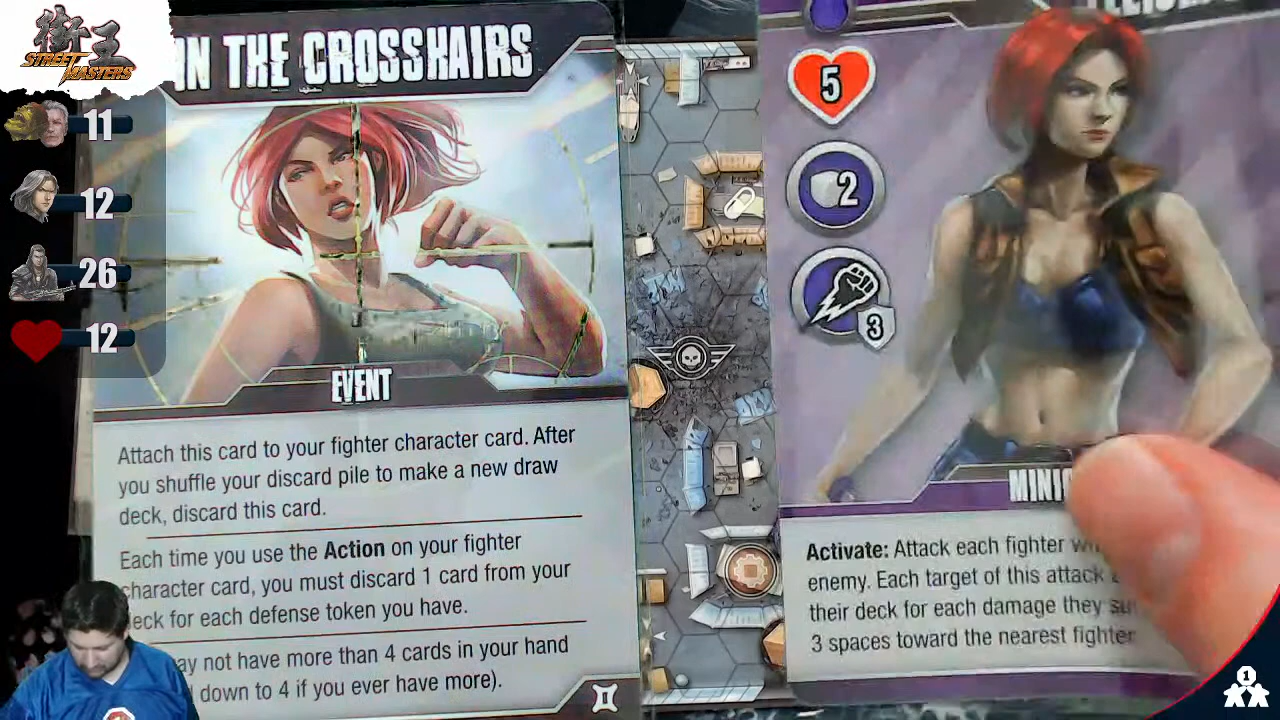 街王
STREET MASTERS
11
12
26
12
IN THE CROSSHAIRS
EVENT
Attach this card to your fighter character card. After
you shuffle your discard pile to make a new draw
deck, discard this card.
Each time you use the Action on your fighter
character card, you must discard 1 card from your
deck for each defense token you have.
may not have more than 4 cards in your hand
down to 4 if you ever have more).
II
5
2
3
Activate: Attack each fighter
enemy. Each target of this attack
their deck for each damage they
3 spaces toward the nearest fighter
1